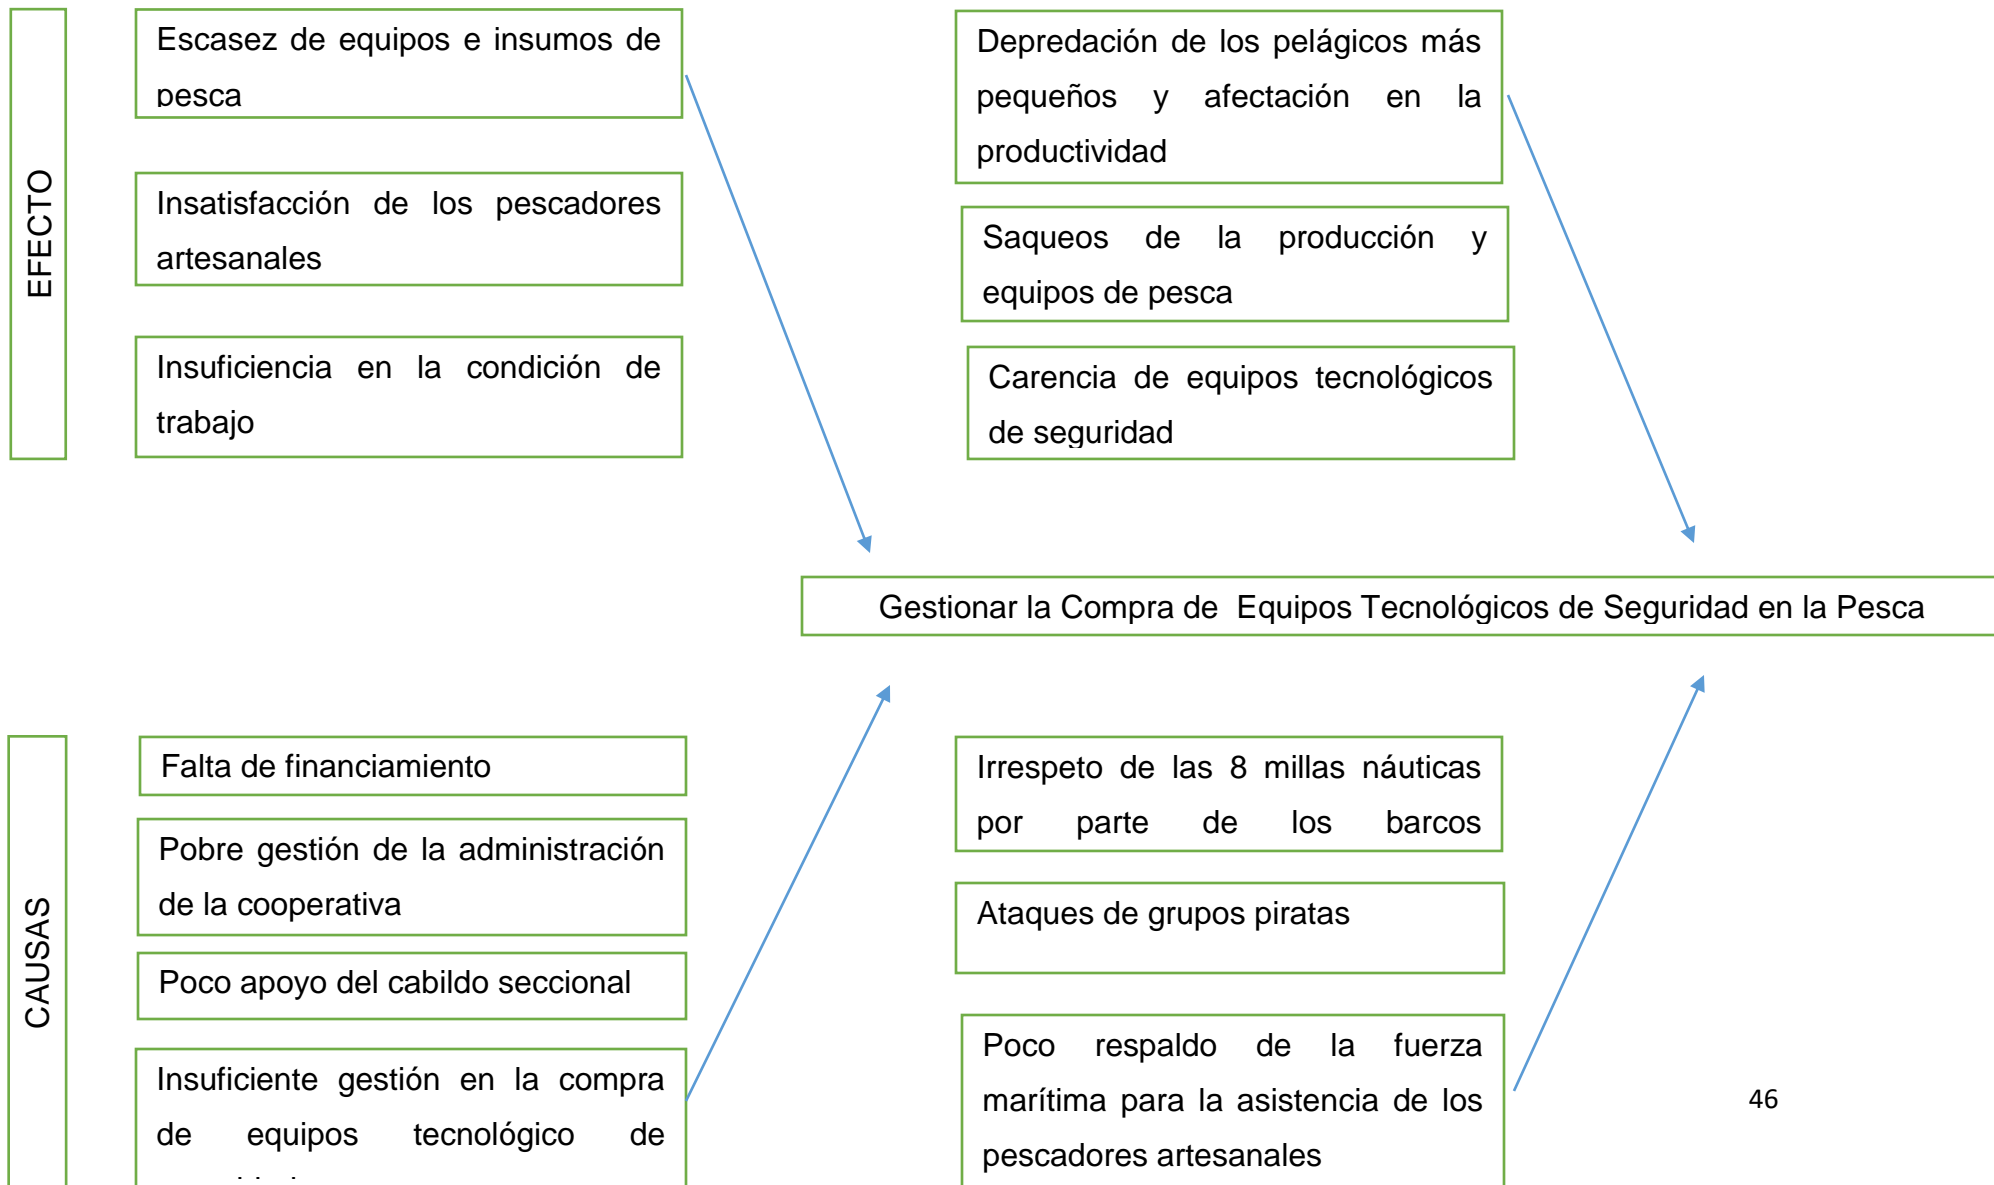 EFECTO
Escasez de equipos e insumos de
pesca
Insatisfacción de los pescadores
artesanales
Insuficiencia en la condición de
trabajo
Depredación de los pelágicos más
pequeños y afectación en la
productividad
Saqueos de la producción y
equipos de pesca
Carencia de equipos tecnológicos
de seguridad
Gestionar la Compra de Equipos Tecnológicos de Seguridad en la Pesca
CAUSAS
Falta de financiamiento
Pobre gestión de la administración
de la cooperativa
Poco apoyo del cabildo seccional
Insuficiente gestión en la compra
de equipos tecnológico de
Irrespeto de las 8 millas náuticas
por parte de los barcos
Ataques de grupos piratas
Poco respaldo de la fuerza
marítima para la asistencia de los
pescadores artesanales
46